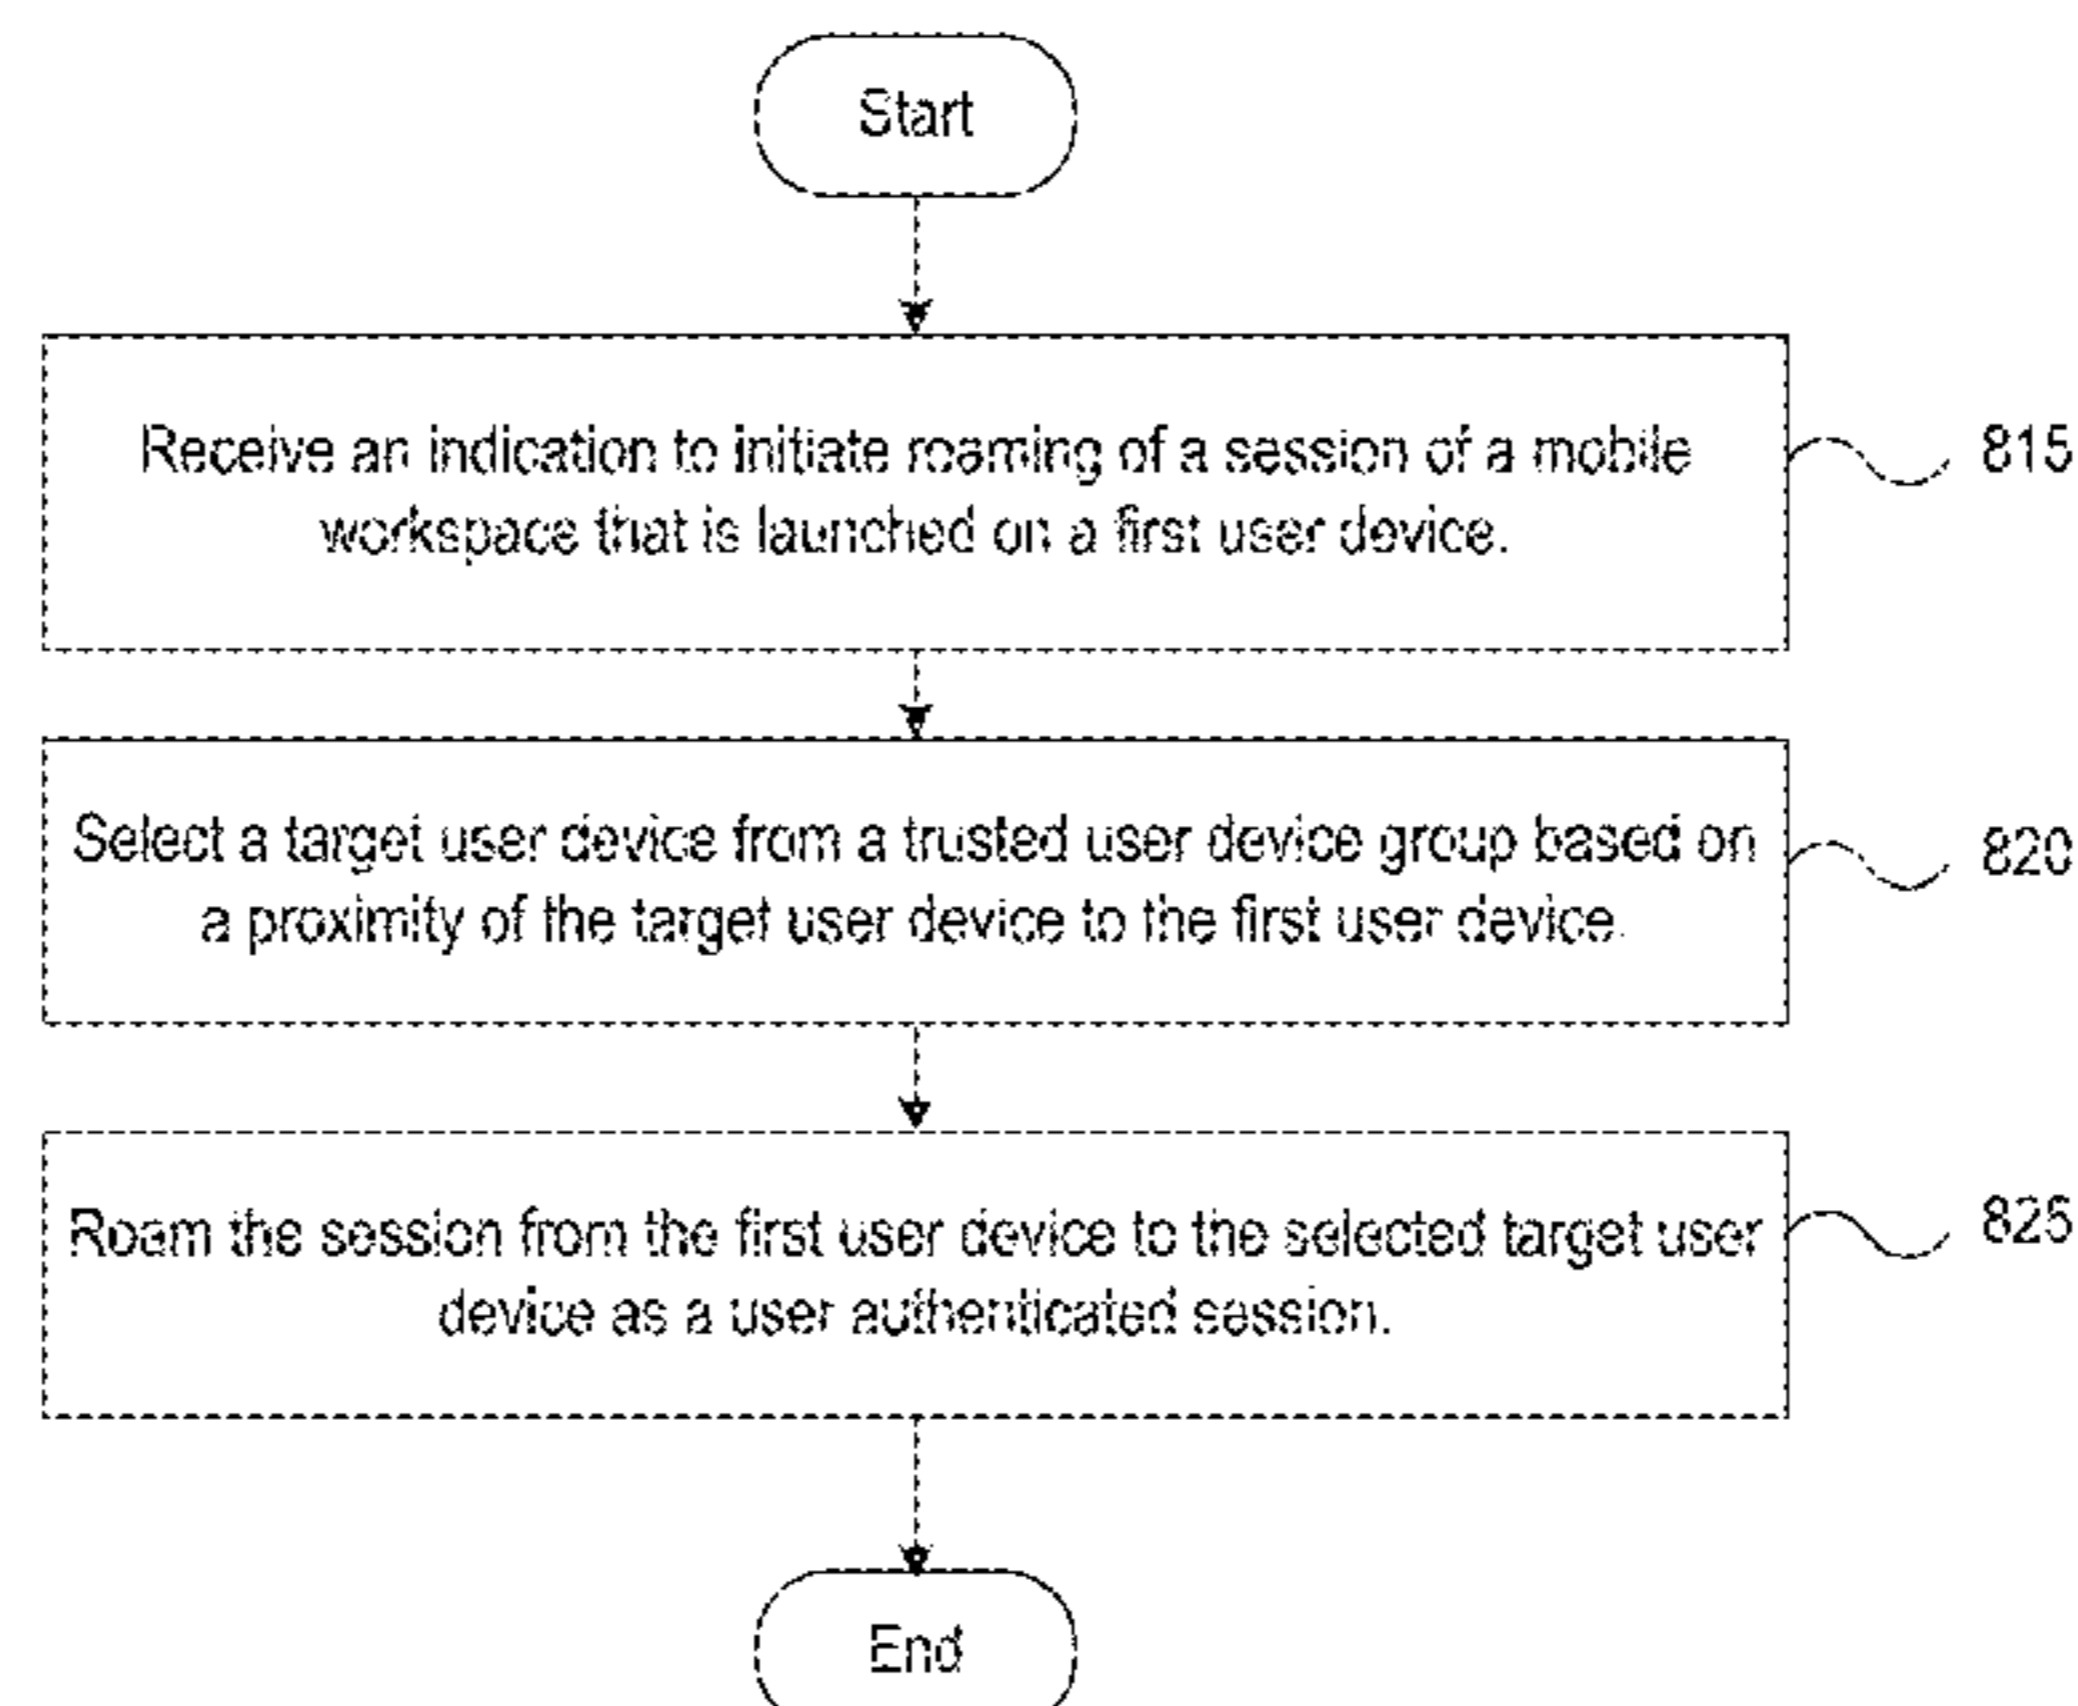 Start
Receive an indication to initiate roaming of a session of a mobile
workspace that is launched on a first user device.
815
Select a target user device from a trusted user device group based on
a proximity of the target user device to the first user device.
820
Roam the session from the first user device to the selected target user
device as a user authenticated session.
825
End